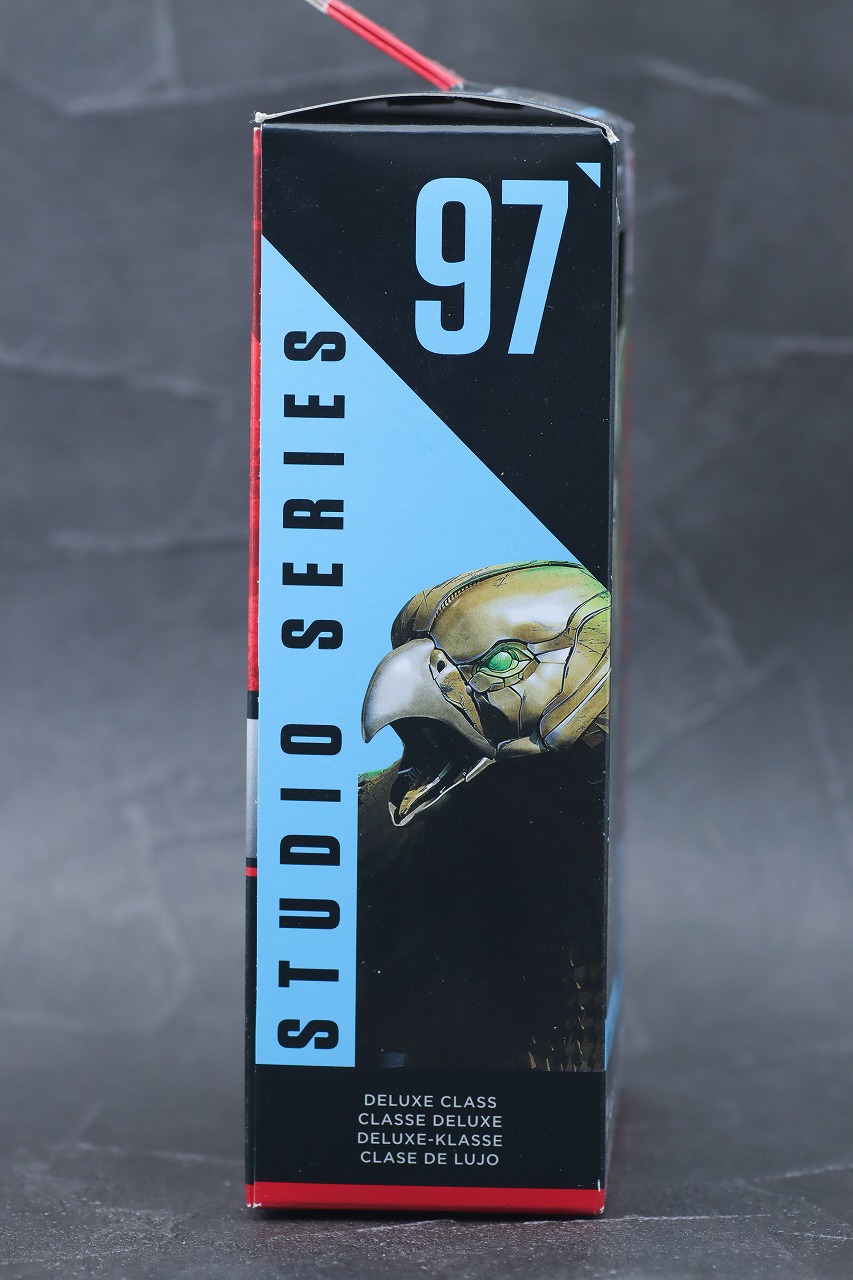 97
STUDIO SERIES
DELUXE CLASS
CLASSE DELUXE
DELUXE-KLASSE
CLASE DE LUJO